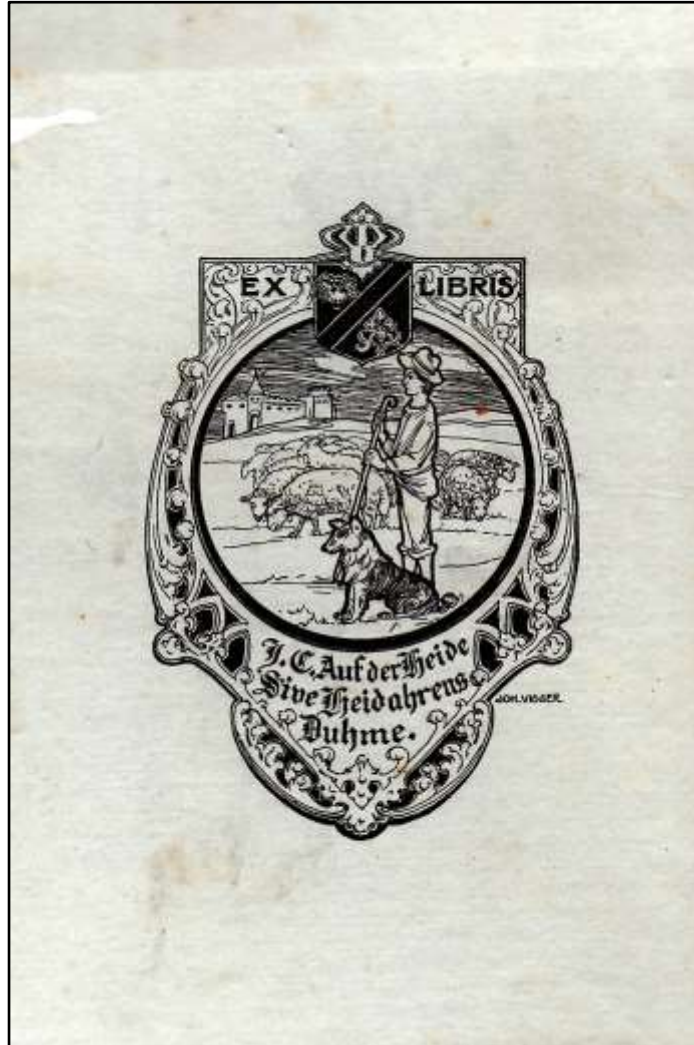 EX LIBRIS
J. C. Auf der Heide
Sive Heidahrens
Duhme.
JOH. VISSER